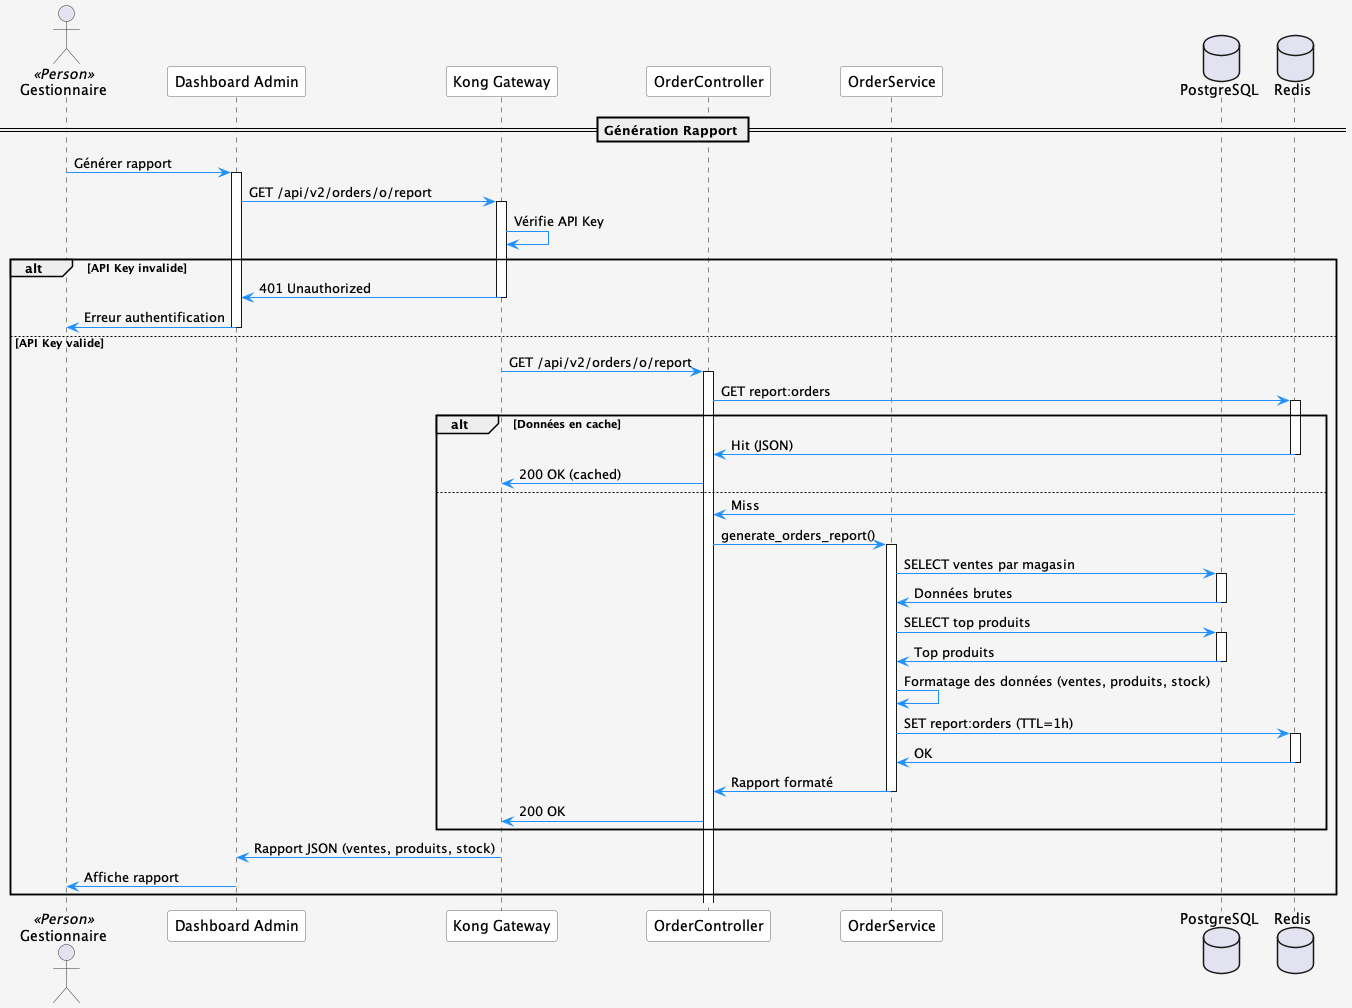 «Person»
Gestionnaire
Dashboard Admin
Kong Gateway
OrderController
OrderService
PostgreSQL
Redis
Génération Rapport
Générer rapport
GET /api/v2/orders/o/report
Vérifie API Key
alt
[API Key invalide]
401 Unauthorized
Erreur authentification
[API Key valide]
GET /api/v2/orders/o/report
GET report:orders
alt
[Données en cache]
Hit (JSON)
200 OK (cached)
Miss
generate_orders_report()
SELECT ventes par magasin
Données brutes
SELECT top produits
Top produits
Formatage des données (ventes, produits, stock)
SET report:orders (TTL=1h)
OK
Rapport formaté
200 OK
Rapport JSON (ventes, produits, stock)
Affiche rapport
«Person»
Gestionnaire
Dashboard Admin
Kong Gateway
OrderController
OrderService
PostgreSQL
Redis